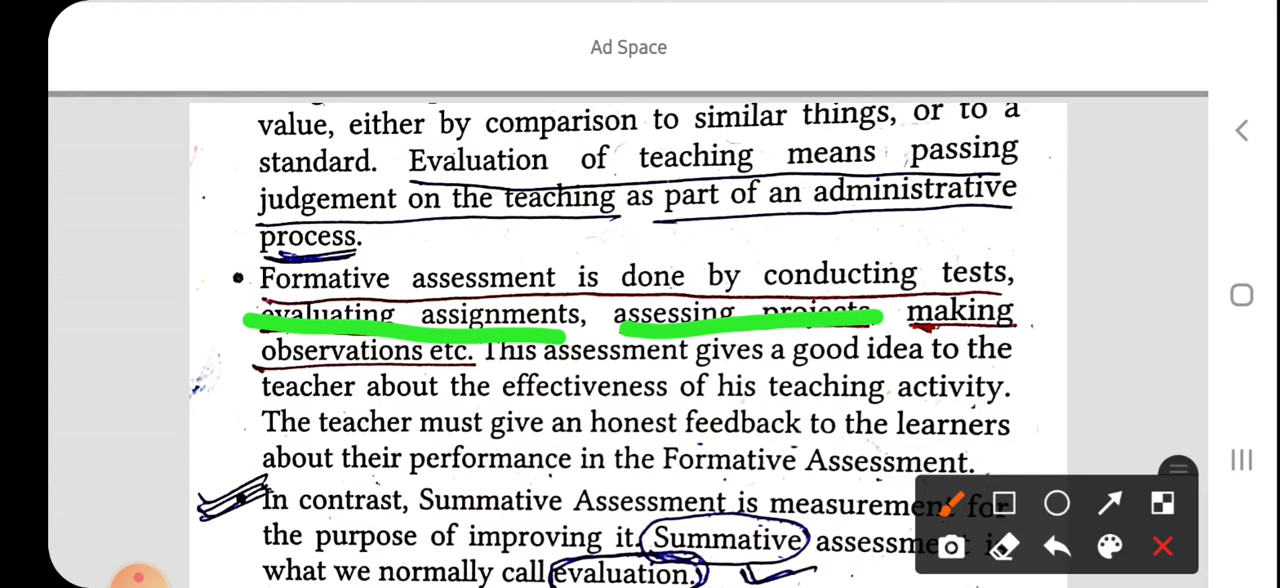 Ad Space
value, either by comparison to similar things, or to a
standard. Evaluation of teaching means passing
judgement on the teaching as part of an administrative
process.
• Formative assessment is done by conducting tests,
evaluating assignments, assessing projects making
observations etc. This assessment gives a good idea to the
teacher about the effectiveness of his teaching activity.
The teacher must give an honest feedback to the learners
about their performance in the Formative Assessment.
In contrast, Summative Assessment is measurement for
the purpose of improving it. Summative assessment is
what we normally call evaluation.